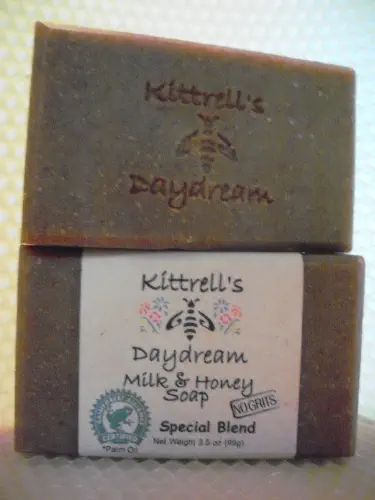 Kittrell's
Daydream
Kittrell's
Daydream
Milk & Honey
Soap
NO GRITS
CERTIFIED
Special Blend
*Palm Oil
Net Weight 3.5 oz (99g)